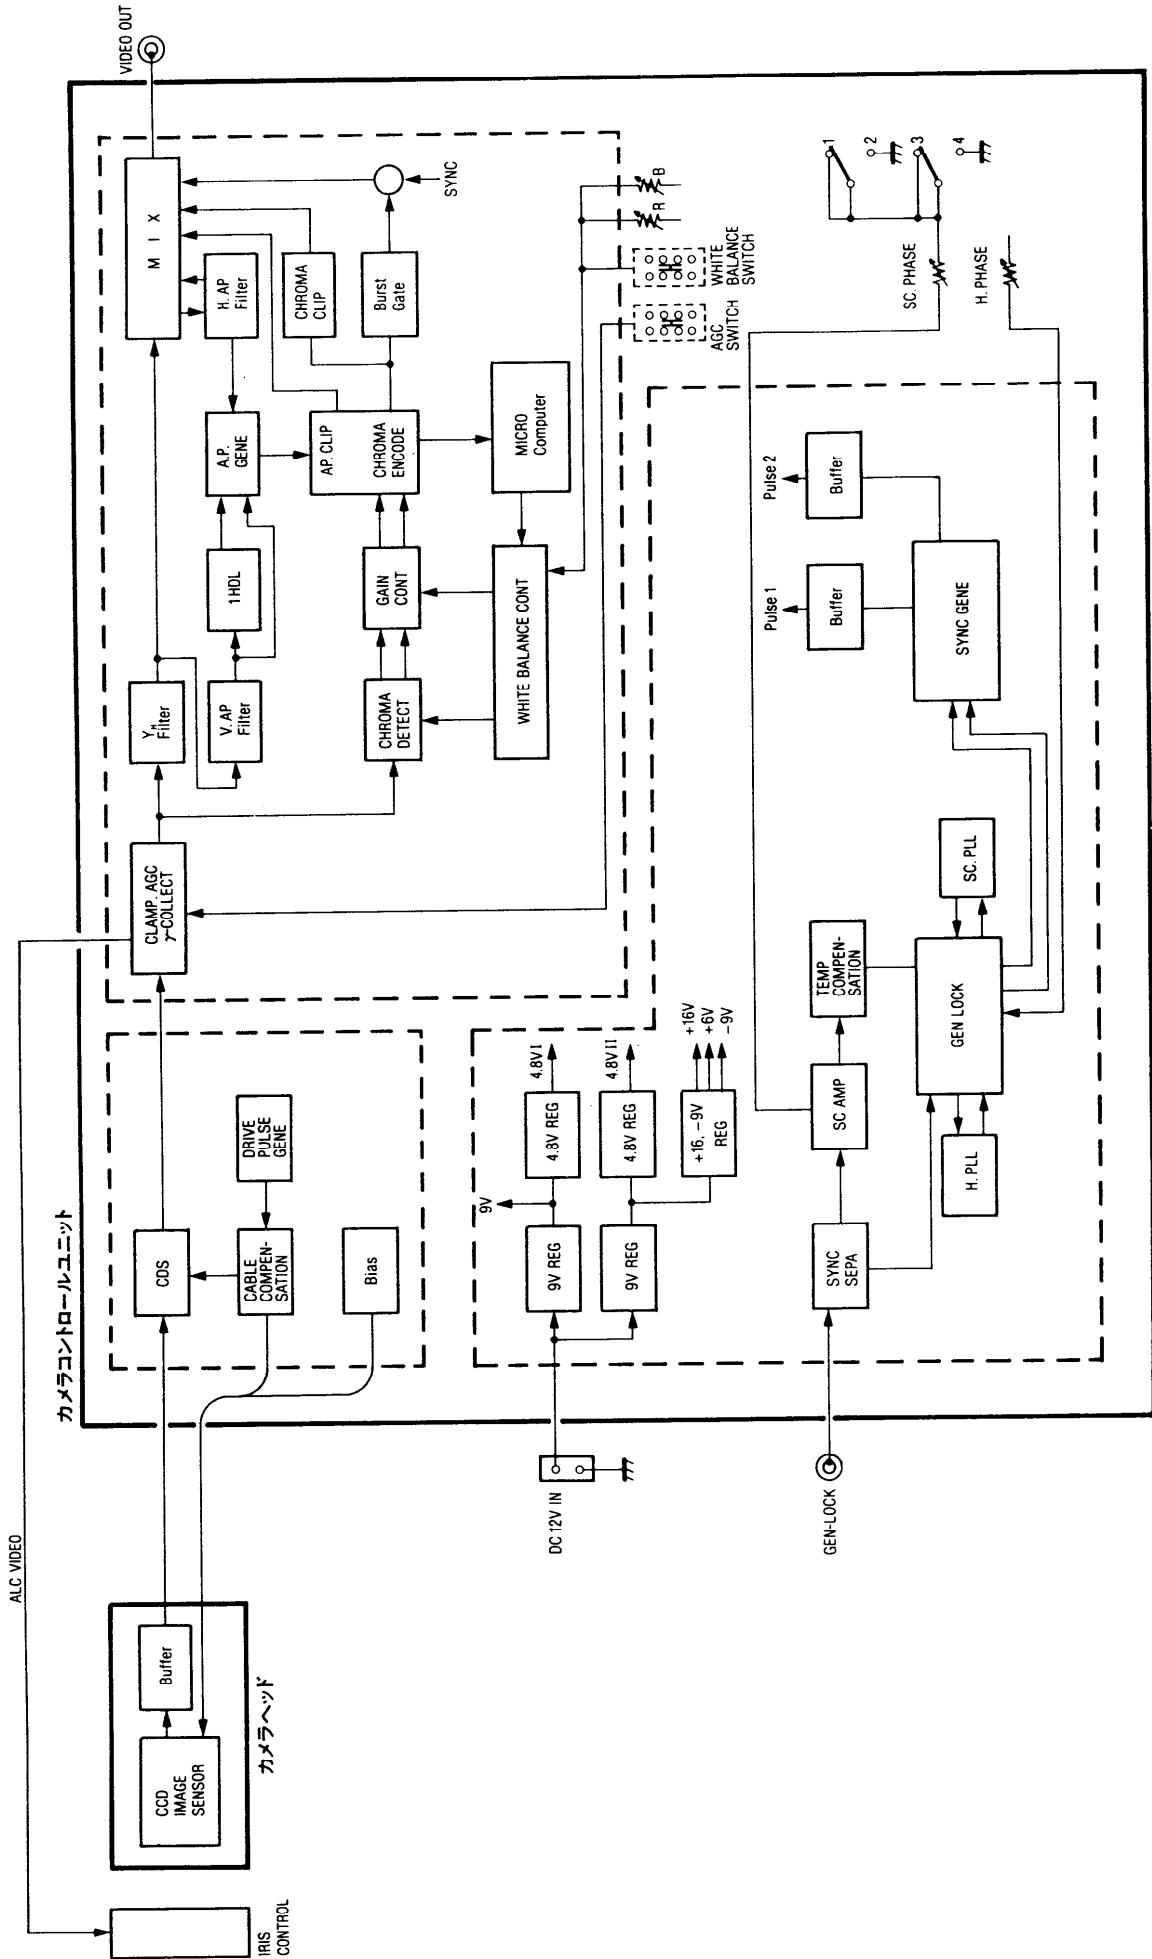 ALC VIDEO
IRIS
CONTROL
カメラヘッド
CCD
IMAGE
SENSOR
Buffer
カメラコントロールユニット
CDS
CABLE
COMPEN-
SATION
DRIVE
PULSE
GENE
Bias
CLAMP. AGC
γ-COLLECT
YH
Filter
V. AP
Filter
1HDL
A.P.
GENE
H. AP
Filter
M I X
VIDEO OUT
CHROMA
DETECT
GAIN
CONT
AP. CLIP
CHROMA
ENCODE
CHROMA
CLIP
Burst
Gate
SYNC
WHITE BALANCE CONT
MICRO
Computer
AGC
SWITCH
WHITE
BALANCE
SWITCH
R
B
DC 12V IN
9V REG
9V
4.8V REG
4.8V I
9V REG
4.8V REG
4.8V II
+16, -9V
REG
+16V
+6V
-9V
GEN-LOCK
SYNC
SEPA
SC AMP
TEMP
COMPEN-
SATION
H. PLL
GEN LOCK
SC. PLL
SYNC GENE
Buffer
Pulse 1
Buffer
Pulse 2
SC. PHASE
H. PHASE
1
2
3
4